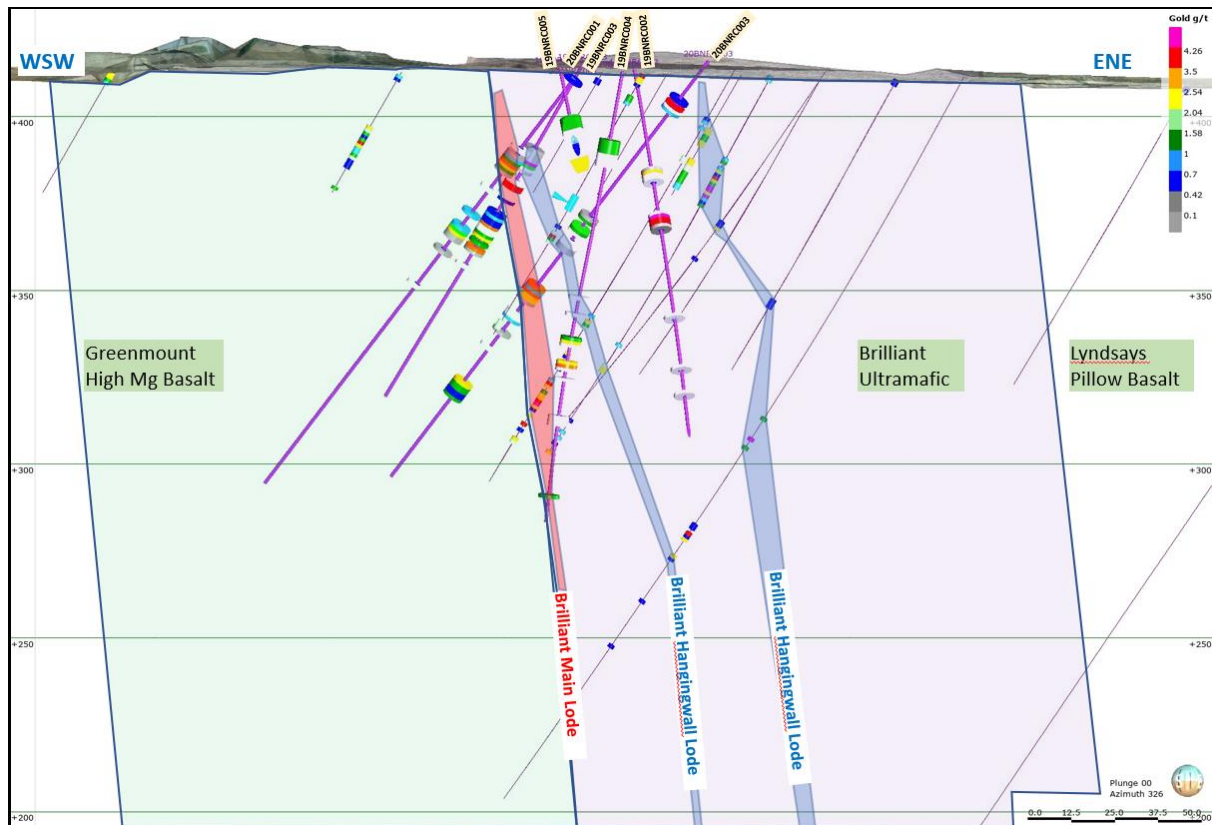 WSW
19BNRC005
20BNRC001
19BNRC003
19BNRC004
19BNRC002
20BNRC003
ENE
Gold g/t
4.26
3.5
2.54
2.04
1.58
1
0.7
0.42
0.1
+400
+400
+350
+350
Greenmount
High Mg Basalt
Brilliant
Ultramafic
Lyndsays
Pillow Basalt
+300
+300
+250
+250
Brilliant Main Lode
Brilliant Hangingwall Lode
Brilliant Hangingwall Lode
Plunge 00
Azimuth 326
0.0 12.5 25.0 37.5 50.0
+200
+200